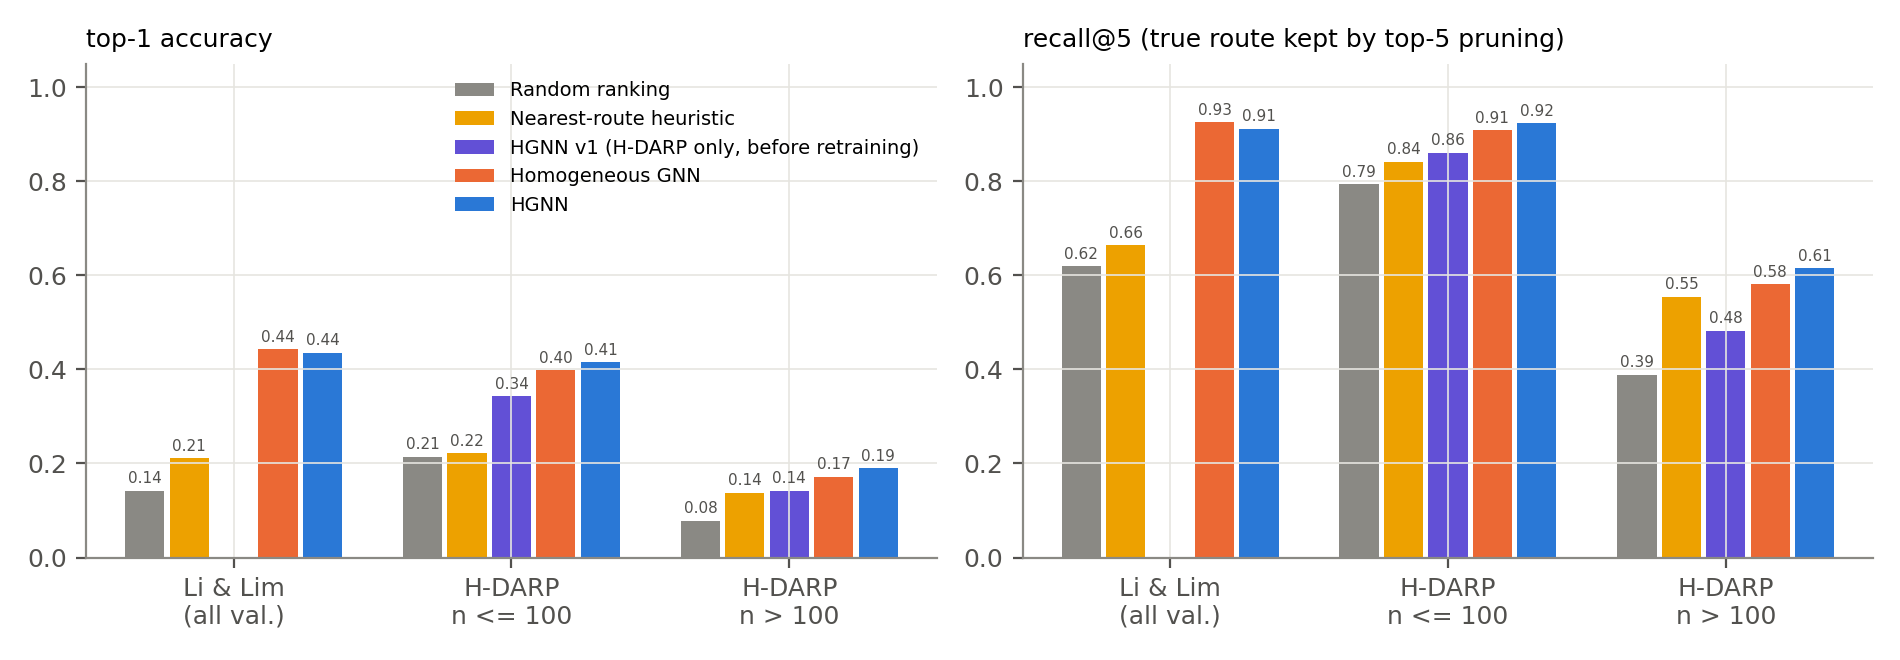 top-1 accuracy
1.0
0.8
0.6
0.4
0.2
0.0
Random ranking
Nearest-route heuristic
HGNN v1 (H-DARP only, before retraining)
Homogeneous GNN
HGNN
0.14
0.21
0.44
0.44
0.21
0.22
0.34
0.40
0.41
0.08
0.14
0.14
0.17
0.19
Li & Lim
(all val.)
H-DARP
n <= 100
H-DARP
n > 100
recall@5 (true route kept by top-5 pruning)
1.0
0.8
0.6
0.4
0.2
0.0
0.62
0.66
0.93
0.91
0.79
0.84
0.86
0.91
0.92
0.39
0.55
0.48
0.58
0.61
Li & Lim
(all val.)
H-DARP
n <= 100
H-DARP
n > 100